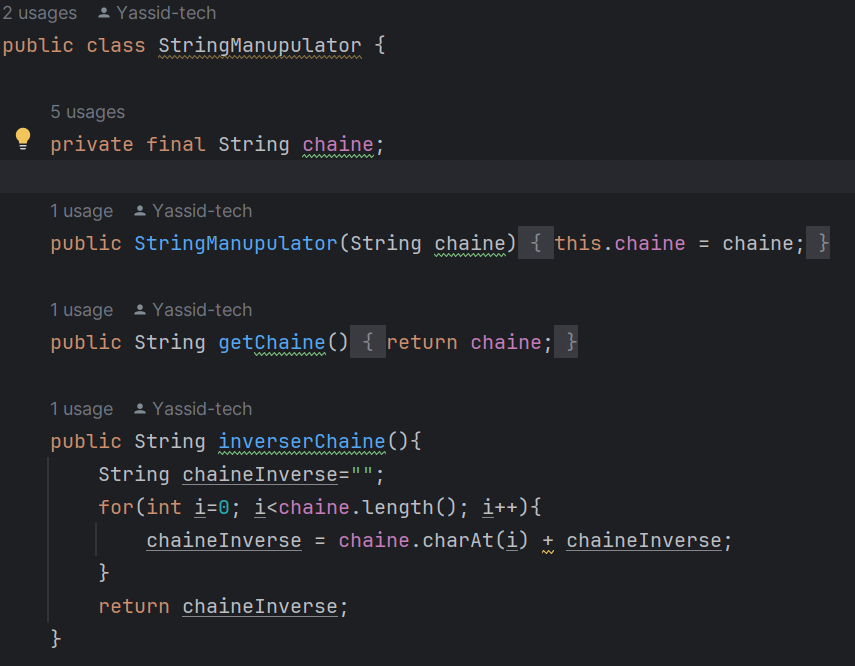 2 usages Yassid-tech
public class StringManupulator {
5 usages
private final String chaine;
1 usage Yassid-tech
public StringManupulator(String chaine) { this.chaine = chaine; }
1 usage Yassid-tech
public String getChaine() { return chaine; }
1 usage Yassid-tech
public String inverserChaine(){
String chaineInverse="";
for(int i=0; i<chaine.length(); i++){
chaineInverse = chaine.charAt(i) + chaineInverse;
}
return chaineInverse;
}